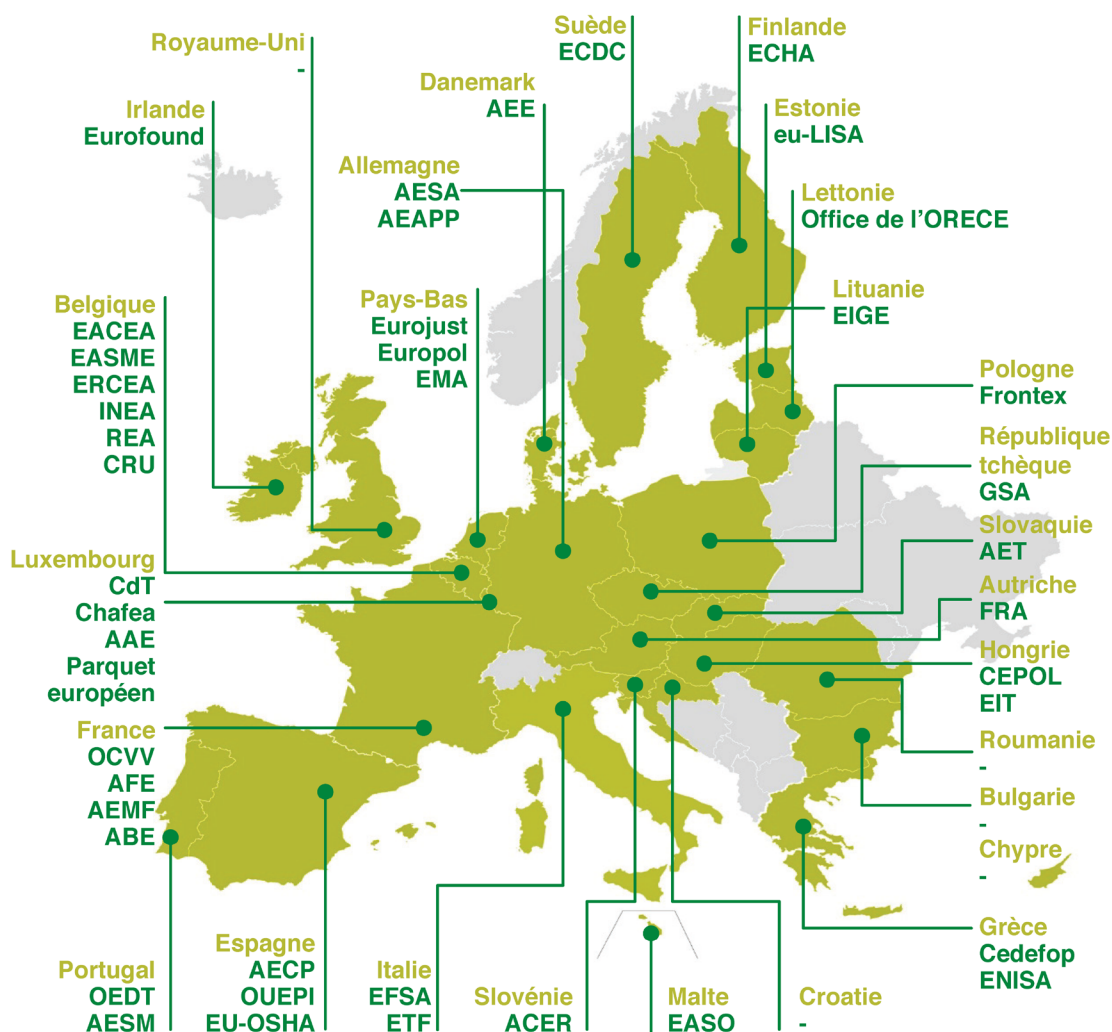 Suède
ECDC
Finlande
ECHA
Royaume-Uni
-
Danemark
AEE
Irlande
Eurofound
Estonie
eu-LISA
Allemagne
AESA
AEAPP
Lettonie
Office de l’ORECE
Lituanie
EIGE
Belgique
EACEA
EASME
ERCEA
INEA
REA
CRU
Pays-Bas
Eurojust
Europol
EMA
Pologne
Frontex
République
tchèque
GSA
Slovaquie
AET
Luxembourg
CdT
Chafea
AAE
Parquet
européen
Autriche
FRA
Hongrie
CEPOL
EIT
France
OCVV
AFE
AEMF
ABE
Roumanie
-
Bulgarie
-
Chypre
-
Grèce
Cedefop
ENISA
Portugal
OEDT
AESM
Espagne
AECP
OUEPI
EU-OSHA
Italie
EFSA
ETF
Slovénie
ACER
Malte
EASO
Croatie
-